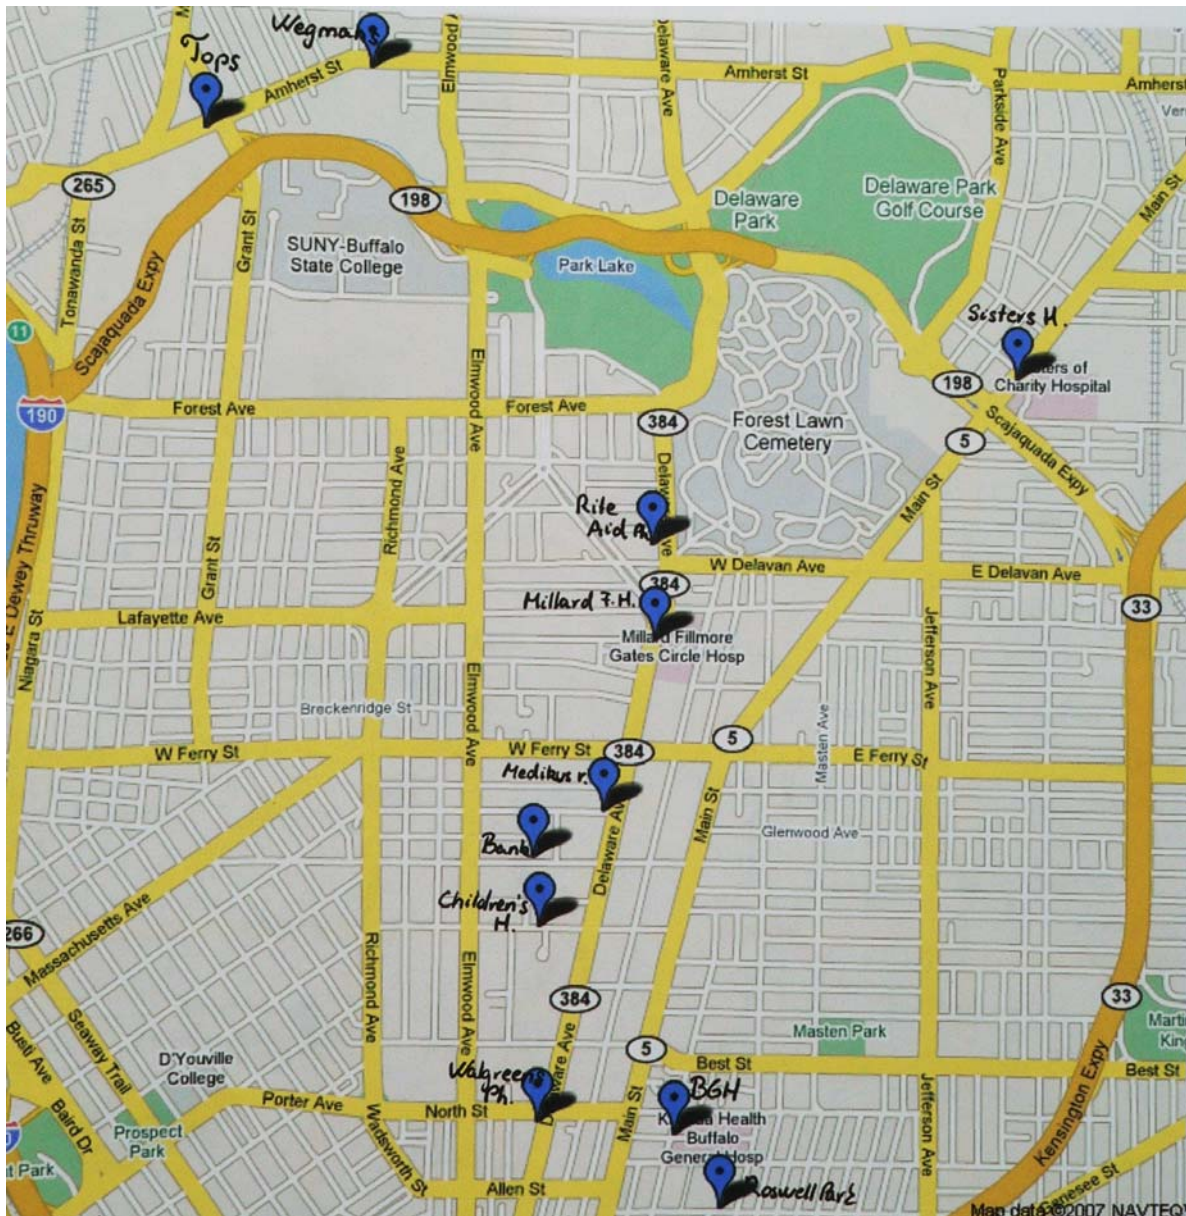 Wegmans
Tops
Amherst St
Elmwood
Delaware Ave
Amherst St
Parkside Ave
Amherst
265
198
Grant St
Tonawanda St
SUNY-Buffalo
State College
Scajaquada Expy
Park Lake
Delaware
Park
Delaware Park
Golf Course
Main St
Sisters H.
11
190
198
Charity Hospital
Scajaquada Expy
Forest Ave
Elmwood Ave
Forest Ave
384
Forest Lawn
Cemetery
5
Main St
Richmond Ave
Rite
Aid Ph.
W Delavan Ave
E Delavan Ave
E Dewey Thruway
Grant St
Niagara St
Lafayette Ave
384
Millard F.H.
Millard Fillmore
Gates Circle Hosp
33
Jefferson Ave
Elmwood Ave
Breckenridge St
Masten Ave
W Ferry St
W Ferry St
384
5
E Ferry St
Medikus r.
Bank
Delaware Ave
Main St
Glenwood Ave
Children's
H.
266
Massachusetts Ave
Richmond Ave
Elmwood Ave
384
33
Busti Ave
Seaway Trail
D'Youville
College
Masten Park
5
Best St
Best St
Walgreens
Ph.
Delaware Ave
BGH
Porter Ave
North St
Main St
Health
Buffalo
General Hosp
Jefferson Ave
Kensington Expy
Baird Dr
Prospect
Park
Wadsworth St
Allen St
Roswell Park
Genesee St
Map data ©2007 NAVTEQ